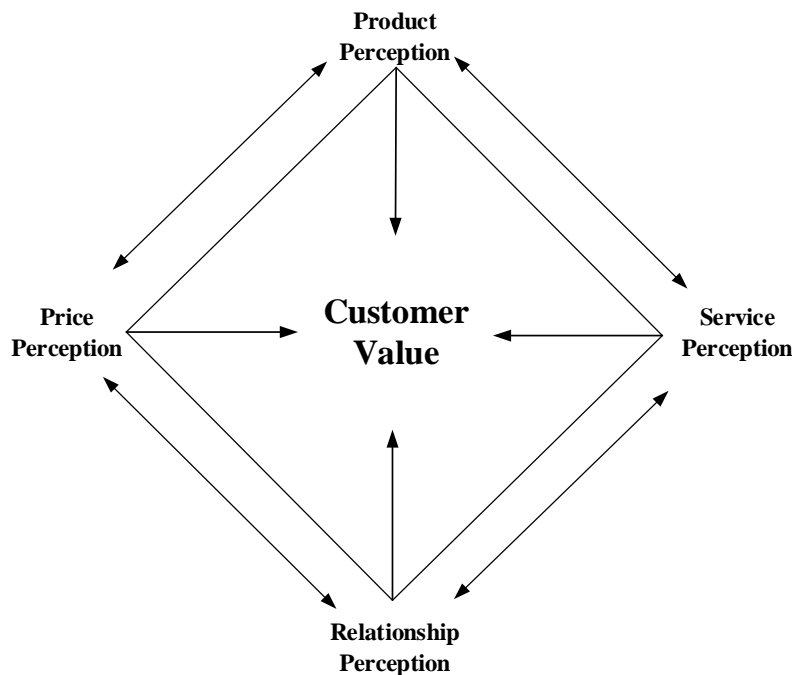 Product
Perception
Price
Perception
Customer
Value
Service
Perception
Relationship
Perception